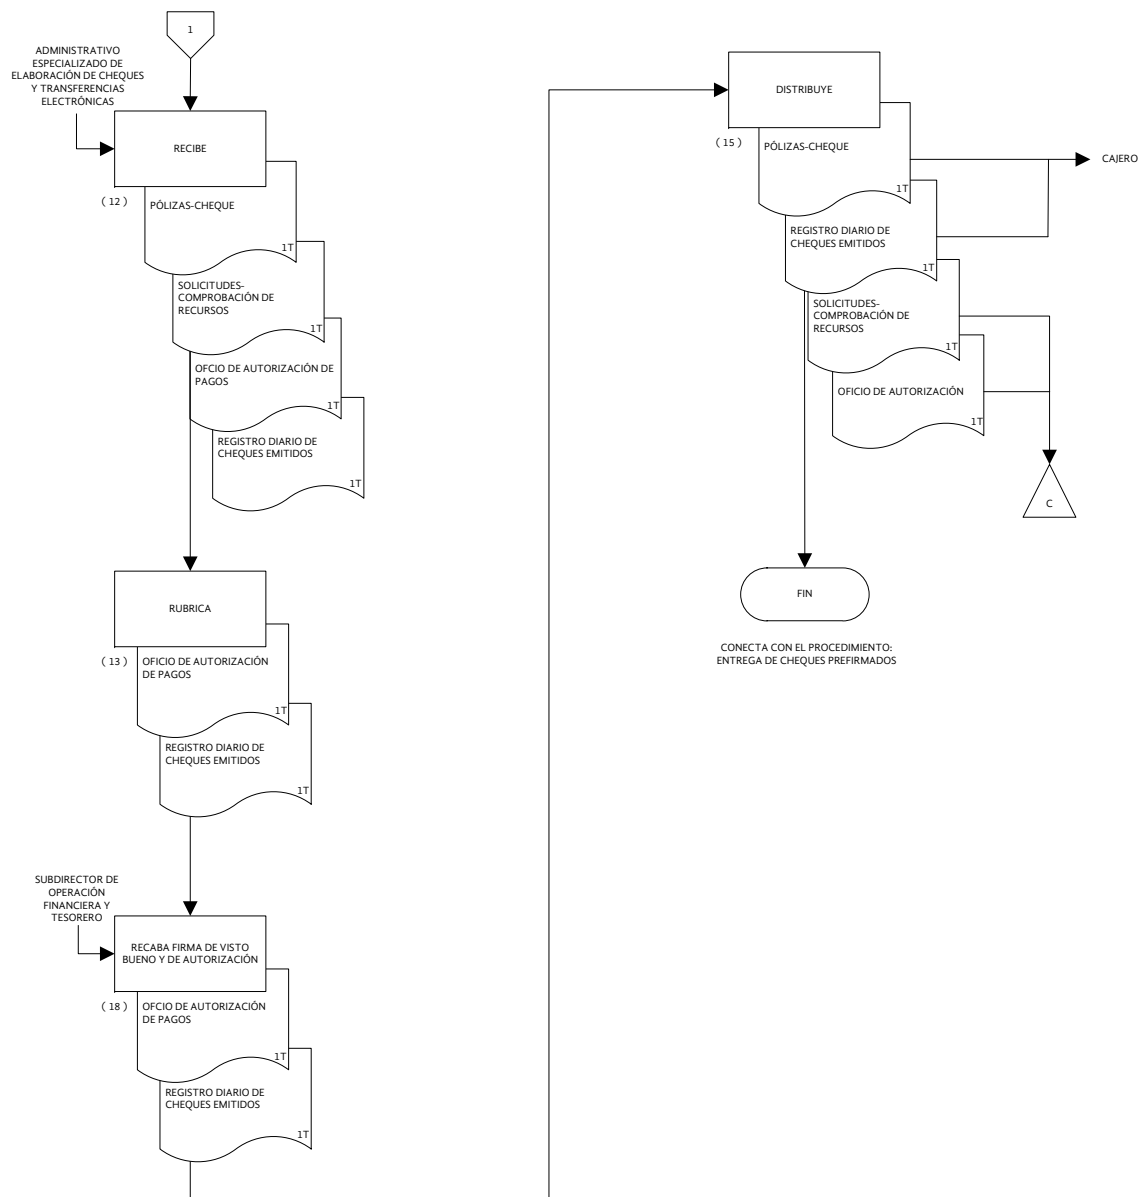 1
ADMINISTRATIVO
ESPECIALIZADO DE
ELABORACIÓN DE CHEQUES
Y TRANSFERENCIAS
ELECTRÓNICAS
RECIBE
( 12 )
PÓLIZAS-CHEQUE
1T
SOLICITUDES-
COMPROBACIÓN DE
RECURSOS
1T
OFCIO DE AUTORIZACIÓN DE
PAGOS
1T
REGISTRO DIARIO DE
CHEQUES EMITIDOS
1T
RUBRICA
( 13 )
OFICIO DE AUTORIZACIÓN
DE PAGOS
1T
REGISTRO DIARIO DE
CHEQUES EMITIDOS
1T
SUBDIRECTOR DE
OPERACIÓN
FINANCIERA Y
TESORERO
RECABA FIRMA DE VISTO
BUENO Y DE AUTORIZACIÓN
( 18 )
OFCIO DE AUTORIZACIÓN
DE PAGOS
1T
REGISTRO DIARIO DE
CHEQUES EMITIDOS
1T
DISTRIBUYE
( 15 )
PÓLIZAS-CHEQUE
1T
CAJERO
REGISTRO DIARIO DE
CHEQUES EMITIDOS
1T
SOLICITUDES-
COMPROBACIÓN DE
RECURSOS
1T
OFICIO DE AUTORIZACIÓN
1T
C
FIN
CONECTA CON EL PROCEDIMIENTO:
ENTREGA DE CHEQUES PREFIRMADOS